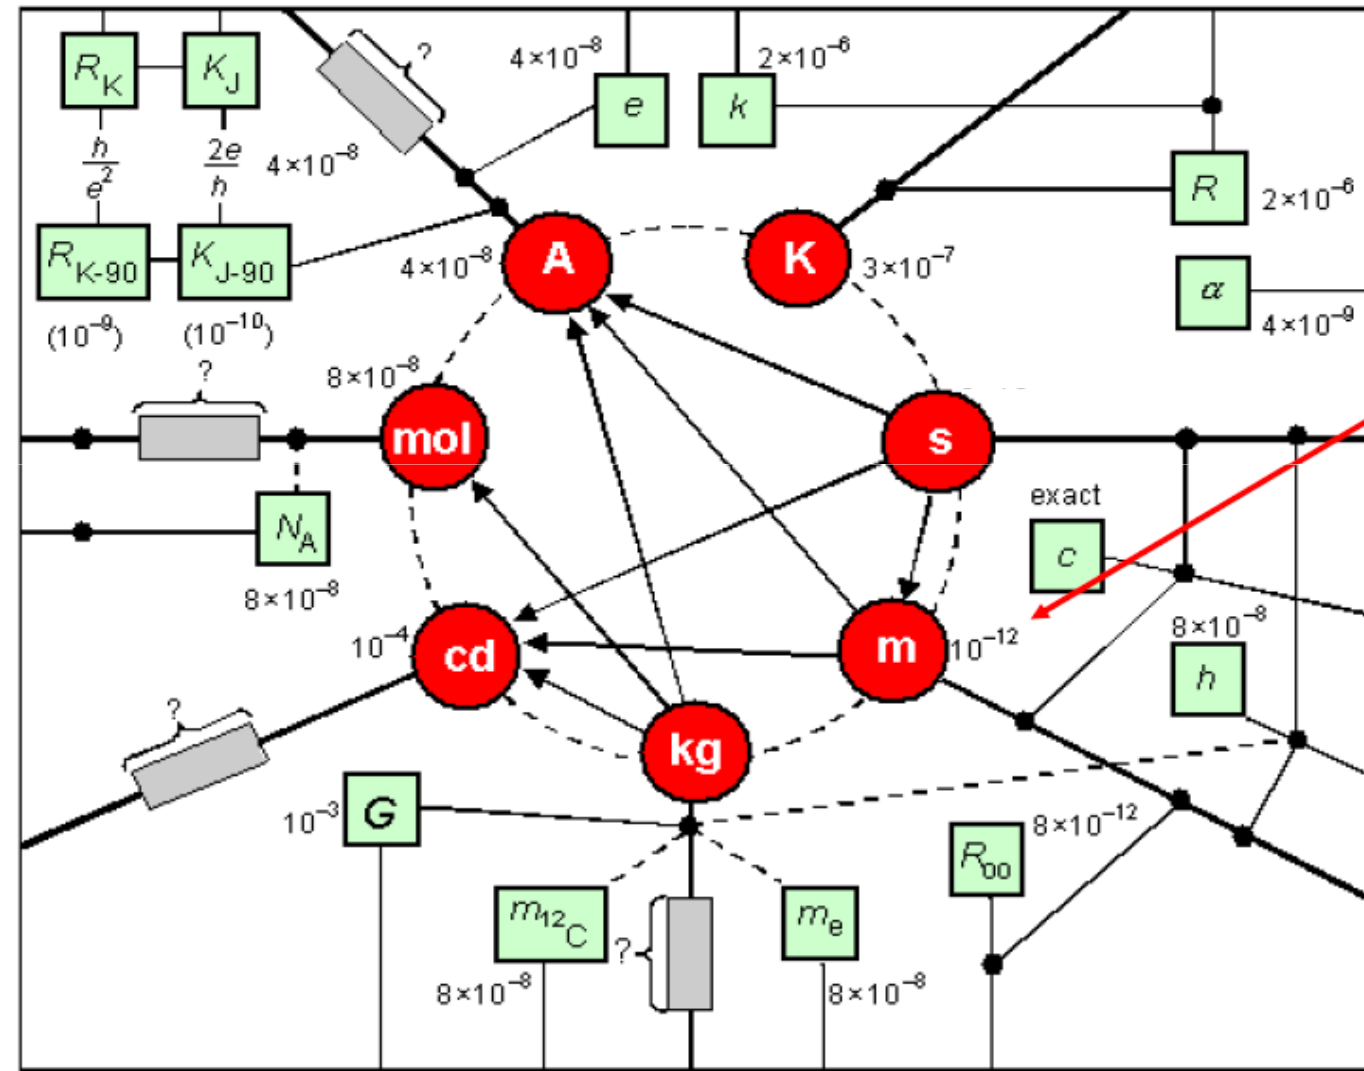 ?
4×10⁻⁸
2×10⁻⁶
R_K
K_J
e
k
h
e²
2e
h
4×10⁻⁸
R
2×10⁻⁶
R_K-90
K_J-90
4×10⁻⁸
A
K
3×10⁻⁷
α
4×10⁻⁹
(10⁻⁹)
(10⁻¹⁰)
?
8×10⁻⁸
mol
s
exact
N_A
c
8×10⁻⁸
10⁻⁴
cd
m
10⁻¹²
8×10⁻⁸
h
?
kg
10⁻³
G
8×10⁻¹²
R_∞
m_¹²C
?
m_e
8×10⁻⁸
8×10⁻⁸